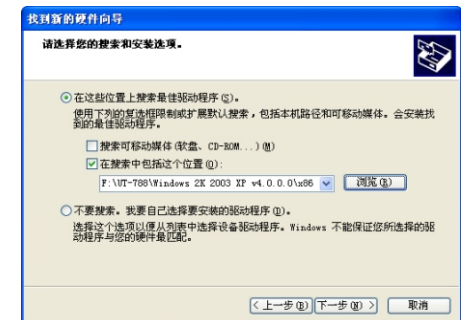 找到新的硬件向导
请选择您的搜索和安装选项。
在这些位置上搜索最佳驱动程序(S)。
使用下列的复选框限制或扩展默认搜索，包括本机路径和可移动媒体。会安装找
到的最佳驱动程序。
搜索可移动媒体(软盘、CD-ROM...)(M)
在搜索中包括这个位置(O):
F:\UT-788\Windows 2K 2003 XP v4.0.0.0\x86
浏览(R)
不要搜索。我要自己选择要安装的驱动程序(D)。
选择这个选项以便从列表中选择设备驱动程序。Windows 不能保证您所选择的驱
动程序与您的硬件最匹配。
< 上一步(B) 下一步(N) > 取消